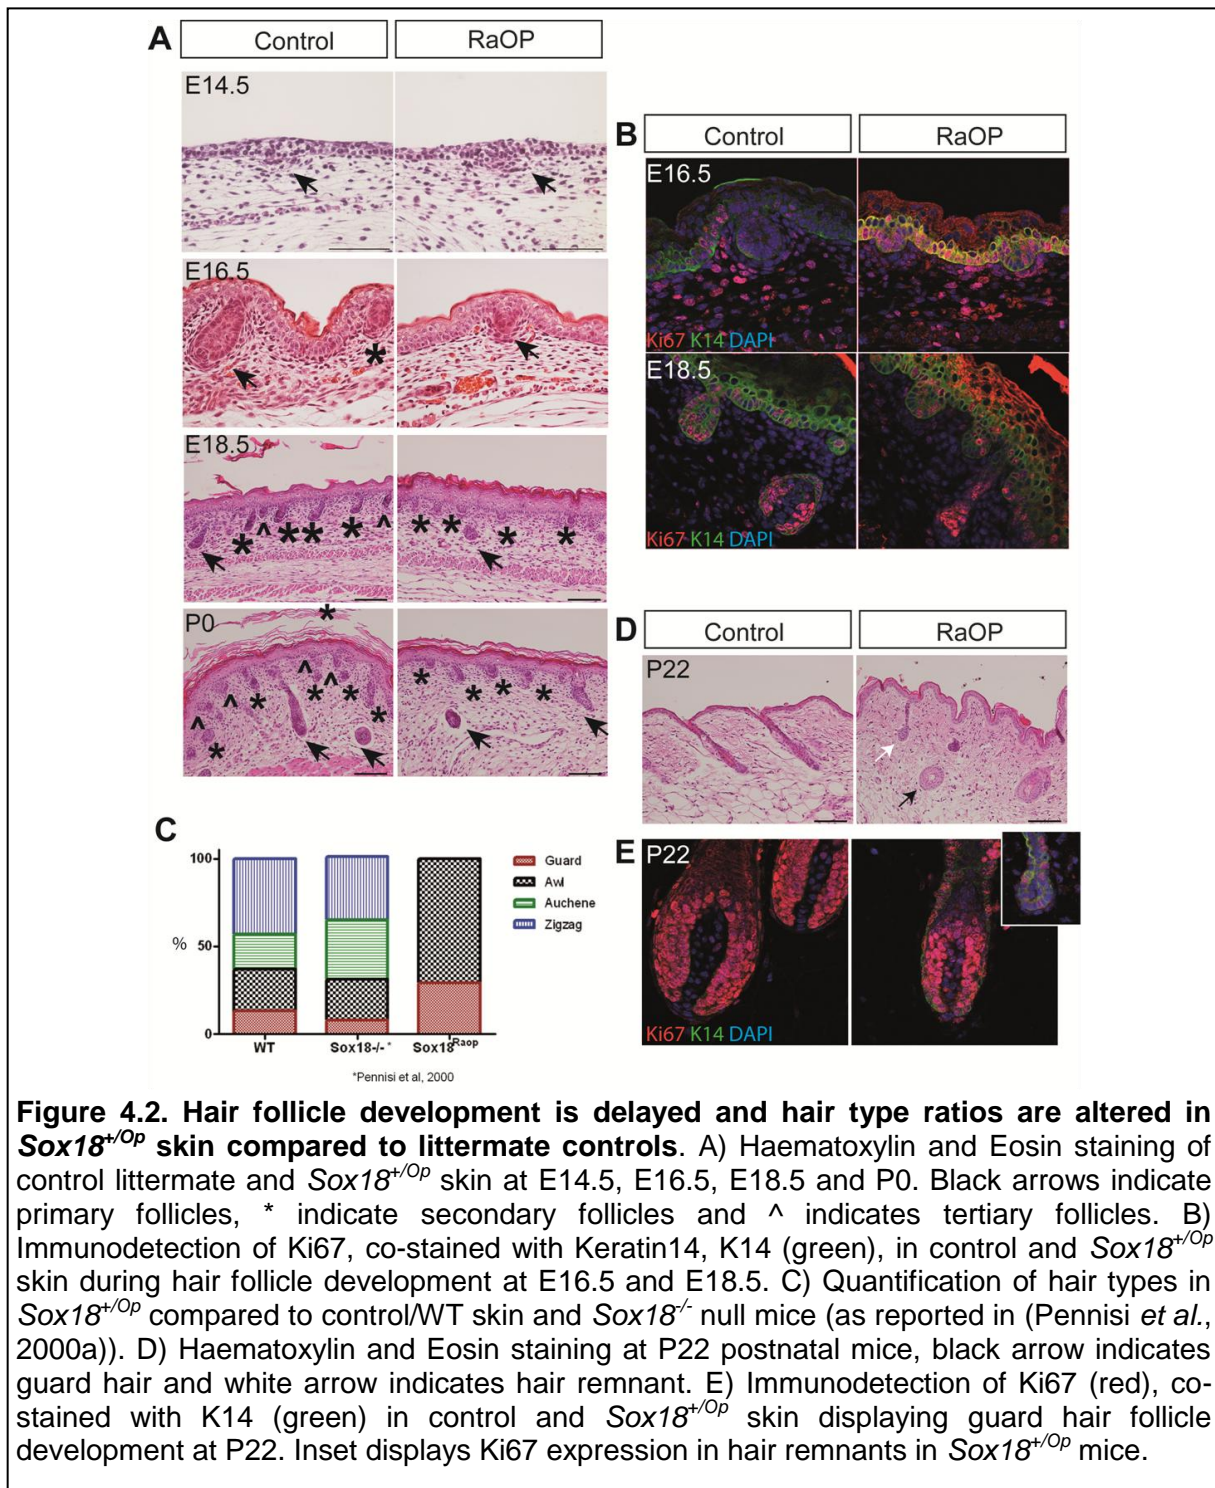 A
Control
RaOP
E14.5
E16.5
*
E18.5
^ * * * ^
*
* * * *
P0
*
^ ^ ^ ^
* * * * *
* * * *
B
Control
RaOP
E16.5
Ki67 K14 DAPI
E18.5
Ki67 K14 DAPI
C
100
50
0
%
WT
Sox18-/- *
Sox18Raop
*Pennisi et al, 2000
Guard
Awl
Auchene
Zigzag
D
Control
RaOP
P22
E
P22
Ki67 K14 DAPI
Figure 4.2. Hair follicle development is delayed and hair type ratios are altered in
Sox18+/Op skin compared to littermate controls. A) Haematoxylin and Eosin staining of
control littermate and Sox18+/Op skin at E14.5, E16.5, E18.5 and P0. Black arrows indicate
primary follicles, * indicate secondary follicles and ^ indicates tertiary follicles. B)
Immunodetection of Ki67, co-stained with Keratin14, K14 (green), in control and Sox18+/Op
skin during hair follicle development at E16.5 and E18.5. C) Quantification of hair types in
Sox18+/Op compared to control/WT skin and Sox18-/- null mice (as reported in (Pennisi et al.,
2000a)). D) Haematoxylin and Eosin staining at P22 postnatal mice, black arrow indicates
guard hair and white arrow indicates hair remnant. E) Immunodetection of Ki67 (red), co-
stained with K14 (green) in control and Sox18+/Op skin displaying guard hair follicle
development at P22. Inset displays Ki67 expression in hair remnants in Sox18+/Op mice.